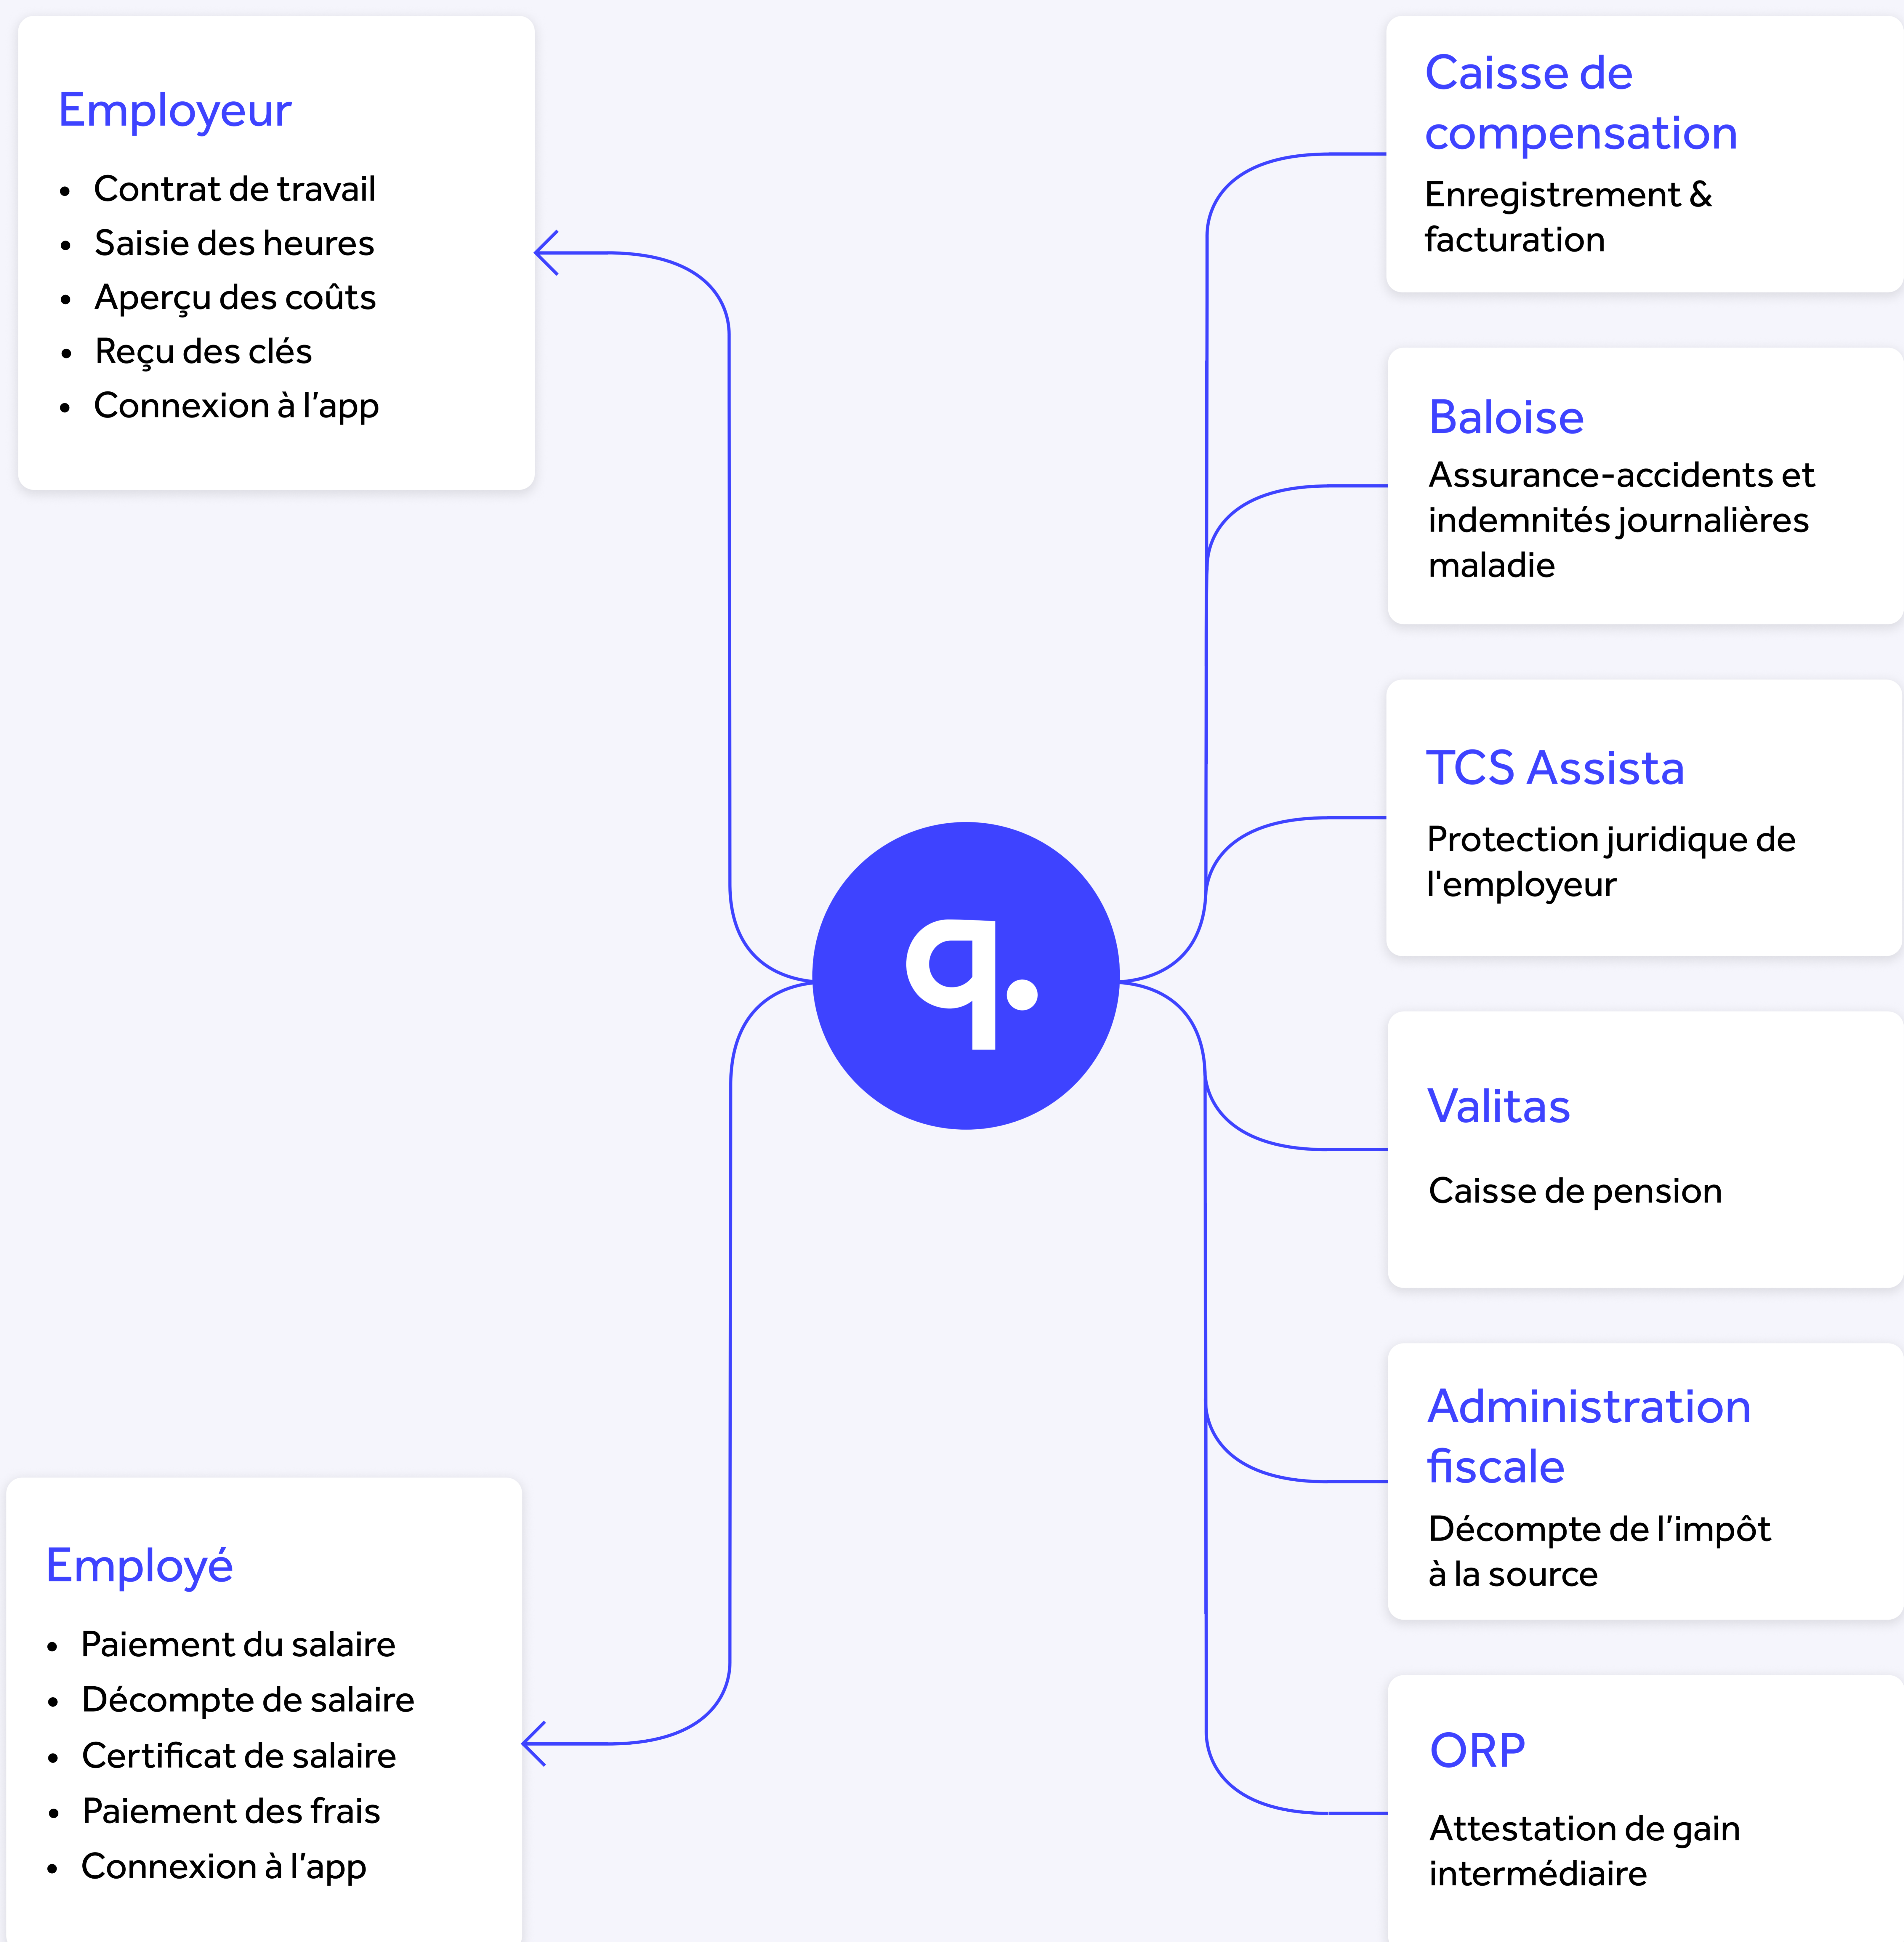 Employeur
• Contrat de travail
• Saisie des heures
• Aperçu des coûts
• Reçu des clés
• Connexion à l’app
Employé
• Paiement du salaire
• Décompte de salaire
• Certificat de salaire
• Paiement des frais
• Connexion à l’app
q.
Caisse de
compensation
Enregistrement &
facturation
Baloise
Assurance-accidents et
indemnités journalières
maladie
TCS Assista
Protection juridique de
l'employeur
Valitas
Caisse de pension
Administration
fiscale
Décompte de l’impôt
à la source
ORP
Attestation de gain
intermédiaire